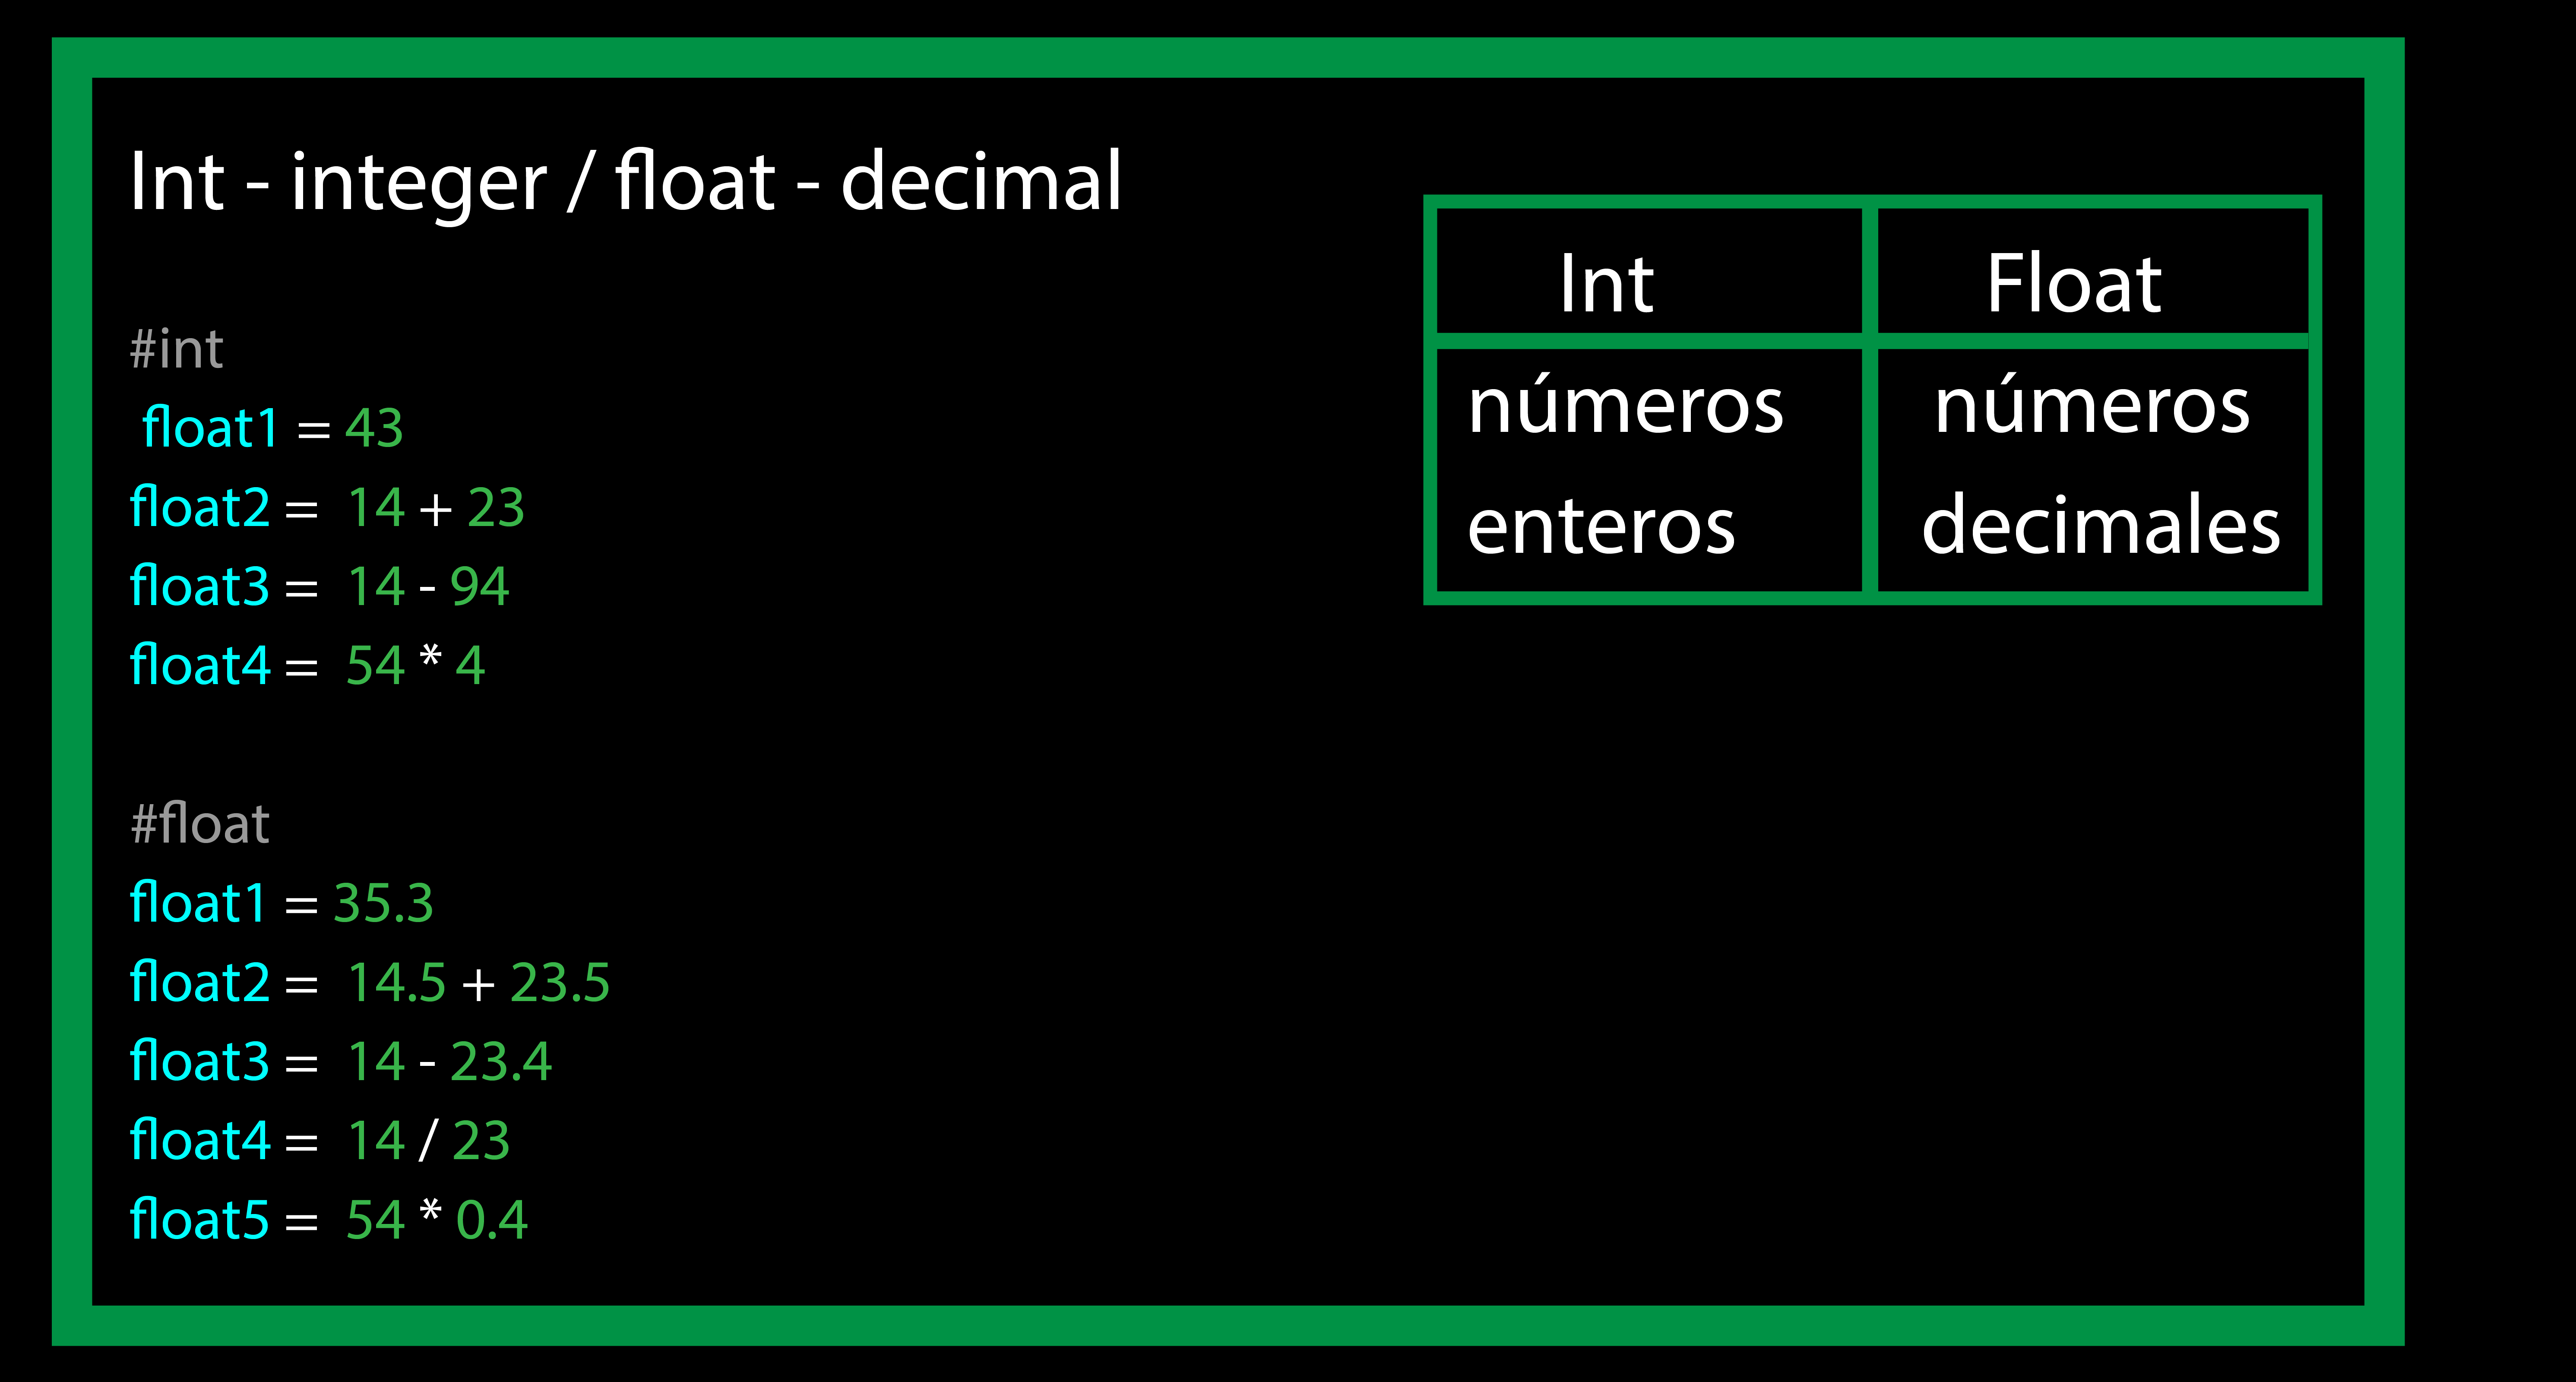 Int - integer / float - decimal
#int
float1 = 43
float2 = 14 + 23
float3 = 14 - 94
float4 = 54 * 4
#float
float1 = 35.3
float2 = 14.5 + 23.5
float3 = 14 - 23.4
float4 = 14 / 23
float5 = 54 * 0.4
Int Float
números números
enteros decimales